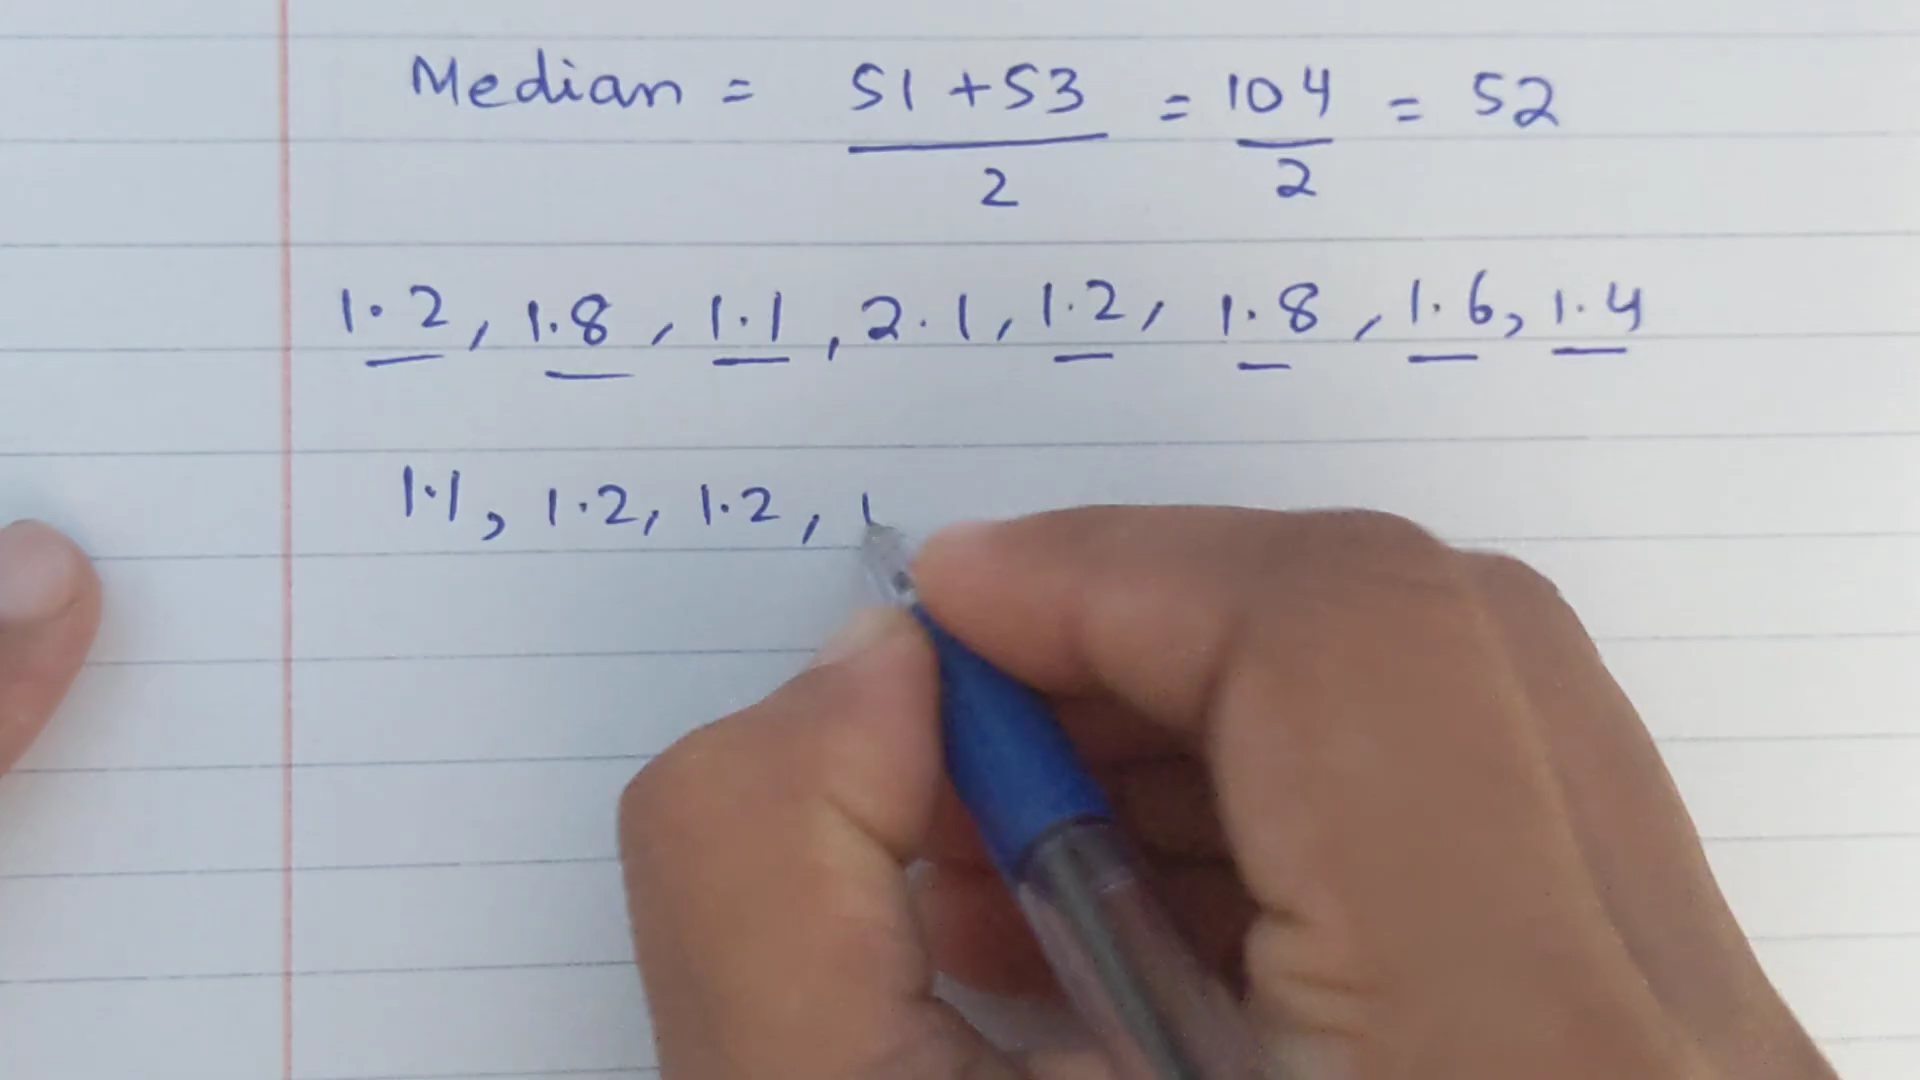 Median = 51 + 53 / 2 = 104 / 2 = 52
1.2, 1.8, 1.1, 2.1, 1.2, 1.8, 1.6, 1.4
1.1, 1.2, 1.2, 1